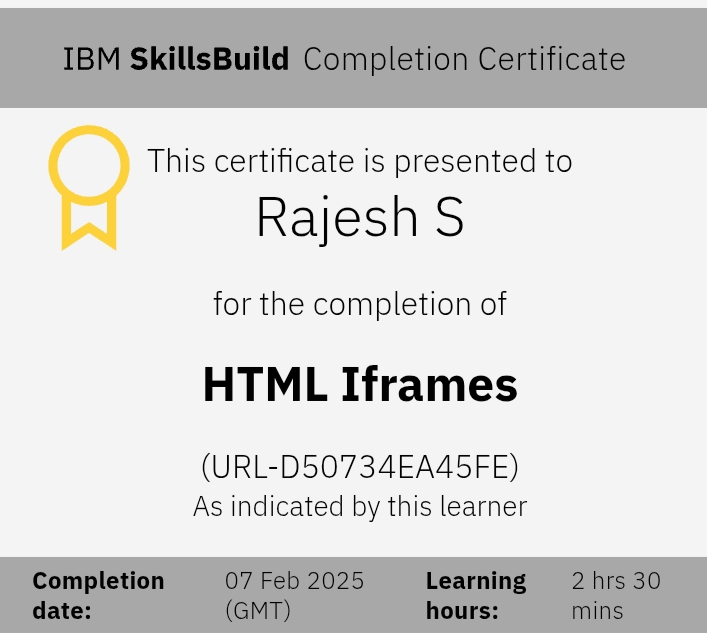 IBM SkillsBuild Completion Certificate
This certificate is presented to
Rajesh S
for the completion of
HTML Iframes
(URL-D50734EA45FE)
As indicated by this learner
Completion date: 07 Feb 2025 (GMT) Learning hours: 2 hrs 30 mins